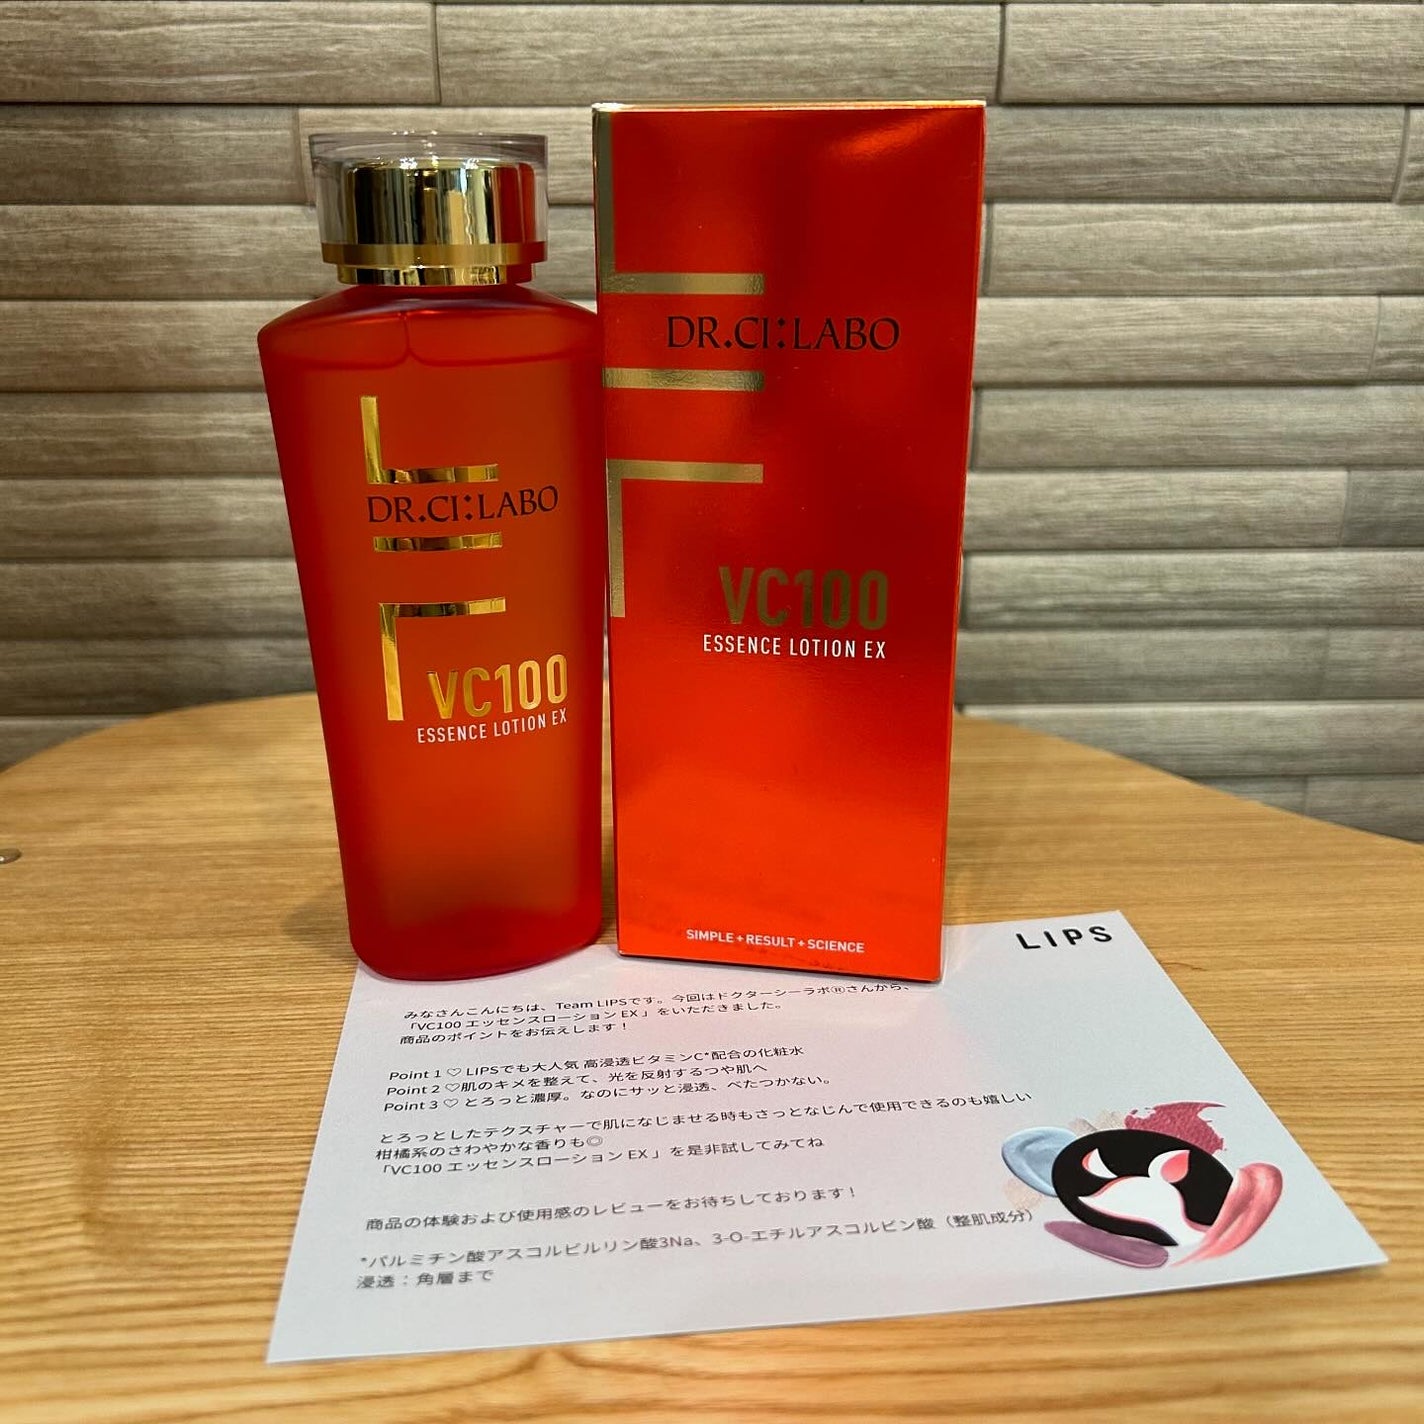 DR.CI:LABO
VC100
ESSENCE LOTION EX
DR.CI:LABO
VC100
ESSENCE LOTION EX
SIMPLE+RESULT+SCIENCE
LIPS
みなさんこんにちは、Team LIPSです。今回はドクターシーラボ®さんから、
「VC100 エッセンスローション EX 」をいただきました。
商品のポイントをお伝えします！
Point 1 ♡ LIPSでも大人気 高浸透ビタミンC*配合の化粧水
Point 2 ♡肌のキメを整えて、光を反射するつや肌へ
Point 3 ♡ とろっと濃厚。なのにサッと浸透、べたつかない。
とろっとしたテクスチャーで肌になじませる時もさっとなじんで使用できるのも嬉しい
柑橘系のさわやかな香りも◎
「VC100 エッセンスローション EX 」を是非試してみてね
商品の体験および使用感のレビューをお待ちしております！
*パルミチン酸アスコルビルリン酸3Na、3-O-エチルアスコルビン酸（整肌成分）
浸透：角層まで